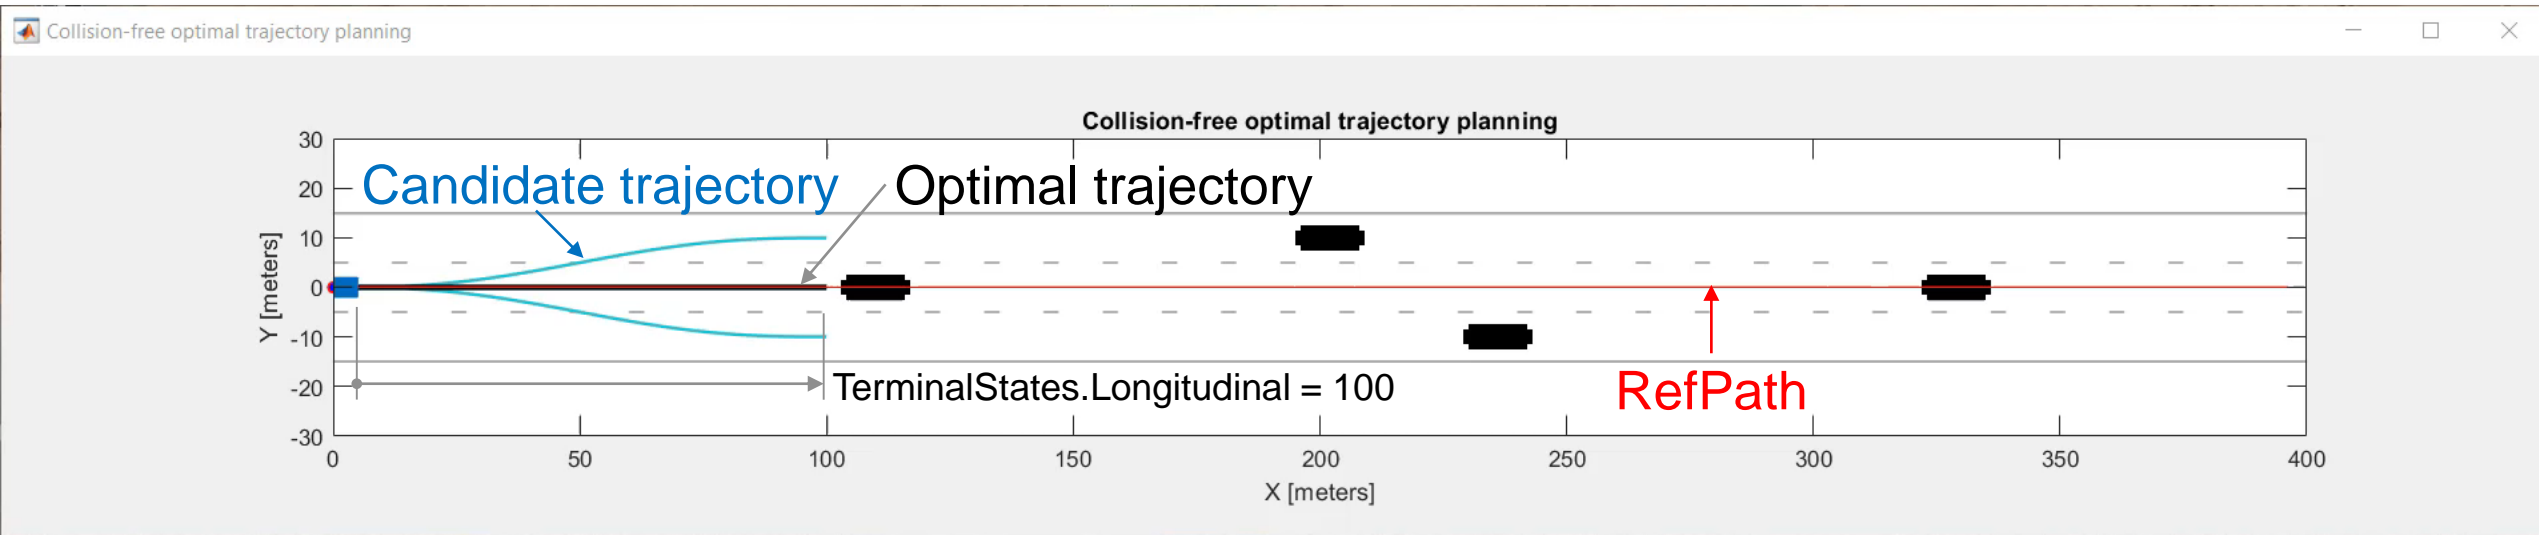 Collision-free optimal trajectory planning
Collision-free optimal trajectory planning
30
20
10
0
-10
-20
-30
Y [meters]
Candidate trajectory
Optimal trajectory
TerminalStates.Longitudinal = 100
RefPath
0 50 100 150 200 250 300 350 400
X [meters]